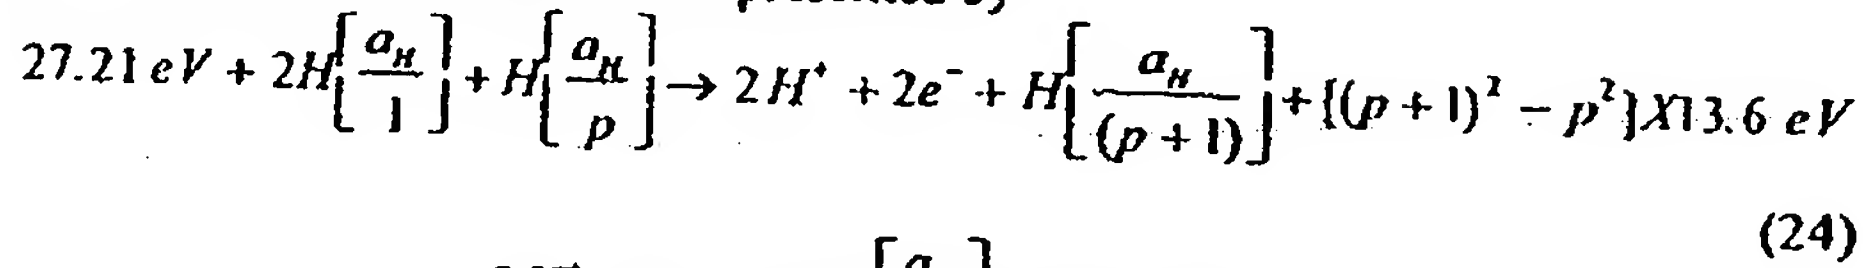 27.21 eV + 2H[a_H / 1] + H[a_H / p] → 2H⁺ + 2e⁻ + H[a_H / (p + 1)] + [(p + 1)² − p²]X13.6 eV
(24)